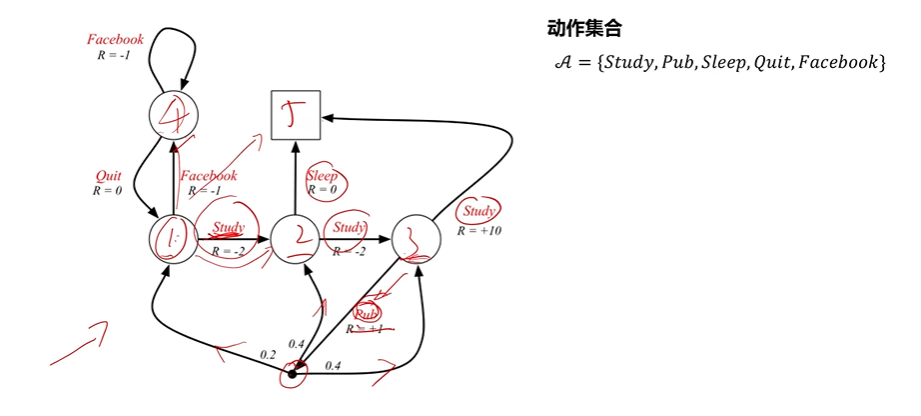 动作集合
𝒜 = {Study, Pub, Sleep, Quit, Facebook}
Facebook
R = -1
4
5
Quit
R = 0
Facebook
R = -1
Sleep
R = 0
Study
R = +10
1
Study
R = -2
2
Study
R = -2
3
Pub
R = +1
0.2
0.4
0.4